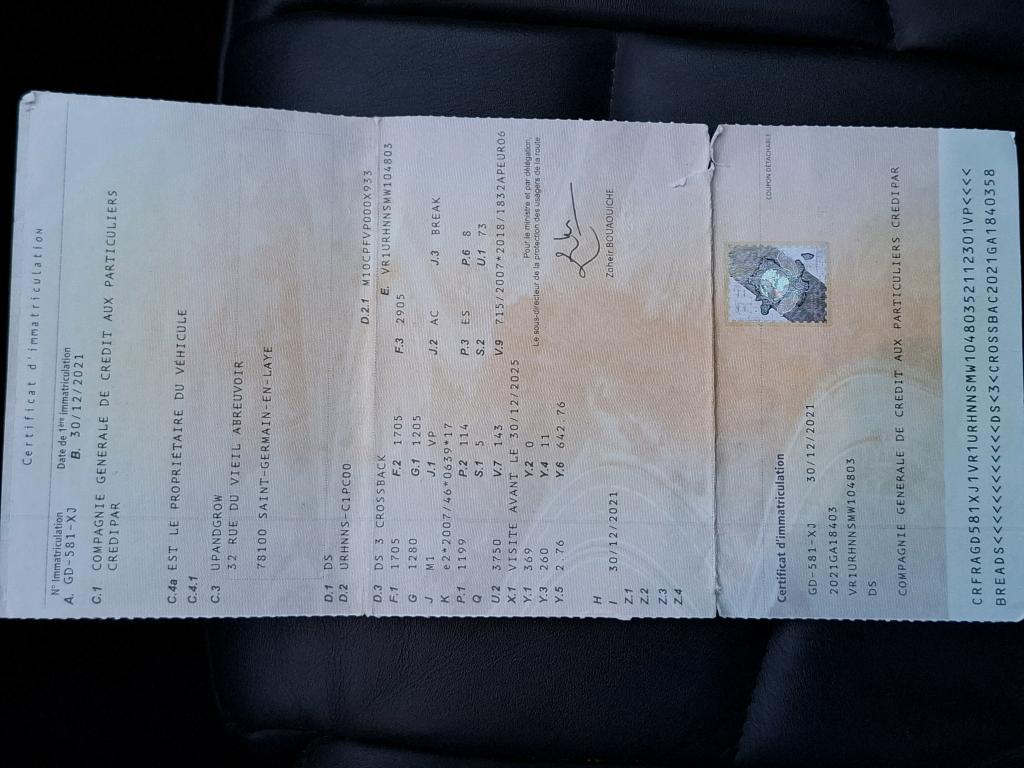 Certificat d'immatriculation
N° Immatriculation Date de 1ère immatriculation
A. GD-581-XJ B. 30/12/2021
C.1 COMPAGNIE GENERALE DE CREDIT AUX PARTICULIERS
CREDIPAR
C.4a EST LE PROPRIÉTAIRE DU VÉHICULE
C.4.1
C.3 UPANDGROW
32 RUE DU VIEIL ABREUVOIR
78100 SAINT-GERMAIN-EN-LAYE
D.1 DS
D.2 URHNNS-C1PC00
D.2.1 M10CPFVP000X933
D.3 DS 3 CROSSBACK E. VR1URHNNSMW104803
F.1 1705 F.2 1705 F.3 2905
G 1280 G.1 1205
J M1 J.1 VP J.2 AC J.3 BREAK
K e2*2007/46*0639*17
P.1 1199 P.2 114 P.3 ES P.6 8
Q S.1 5 S.2 U.1 73
U.2 3750 V.7 143 V.9 715/2007*2018/1832APEURO6
X.1 VISITE AVANT LE 30/12/2025
Y.1 369 Y.2 0
Y.3 260 Y.4 11
Y.5 2.76 Y.6 642.76
Pour le ministre et par délégation,
Le sous-directeur de la protection des usagers de la route
H
I 30/12/2021
Zoheir BOUAOUICHE
Z.1
Z.2
Z.3
Z.4
COUPON DÉTACHABLE
Certificat d'immatriculation
GD-581-XJ 30/12/2021
2021GA18403
VR1URHNNSMW104803
DS
COMPAGNIE GENERALE DE CREDIT AUX PARTICULIERS CREDIPAR
CRFRAGD581XJ1VR1URHNNSMW10480352112301VP<<<<
BREADS<<<<<<<<<<<DS<3<CROSSBAC2021GA1840358